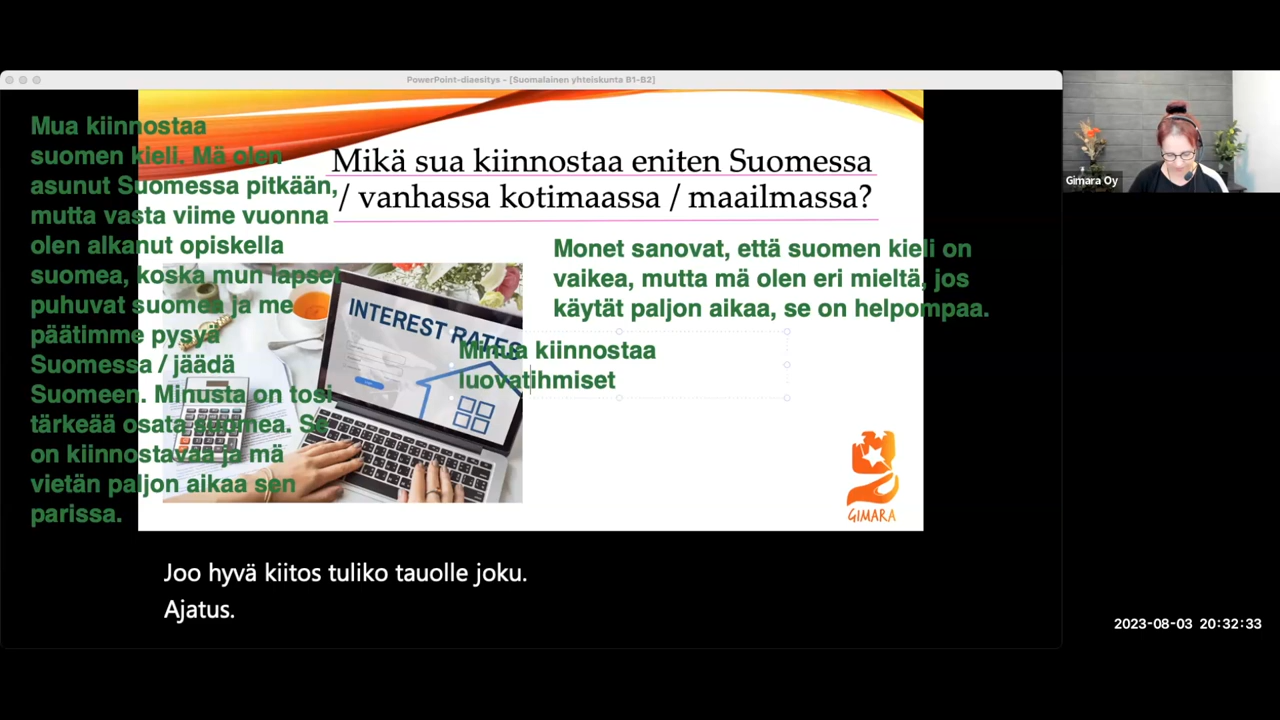 PowerPoint-diaesitys - [Suomalainen yhteiskunta B1-B2]
Mua kiinnostaa
suomen kieli. Mä olen
asunut Suomessa pitkään,
mutta vasta viime vuonna
olen alkanut opiskella
suomea, koska mun lapset
puhuvat suomea ja me
päätimme pysyä
Suomessa / jäädä
Suomeen. Minusta on tosi
tärkeää osata suomea. Se
on kiinnostavaa ja mä
vietän paljon aikaa sen
parissa.
Mikä sua kiinnostaa eniten Suomessa
/ vanhassa kotimaassa / maailmassa?
Monet sanovat, että suomen kieli on
vaikea, mutta mä olen eri mieltä, jos
käytät paljon aikaa, se on helpompaa.
INTEREST RATES
Minua kiinnostaa
luovatihmiset
GIMARA
Joo hyvä kiitos tuliko tauolle joku.
Ajatus.
Gimara Oy
2023-08-03 20:32:33